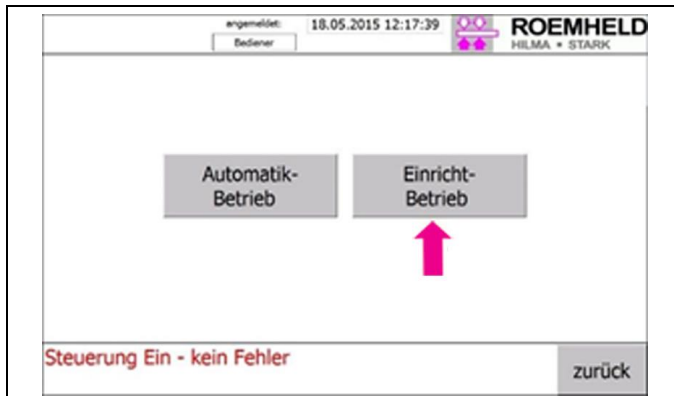 angemeldet:
18.05.2015 12:17:39
ROEMHELD
Bediener
HILMA • STARK
Automatik-
Betrieb
Einricht-
Betrieb
Steuerung Ein - kein Fehler
zurück